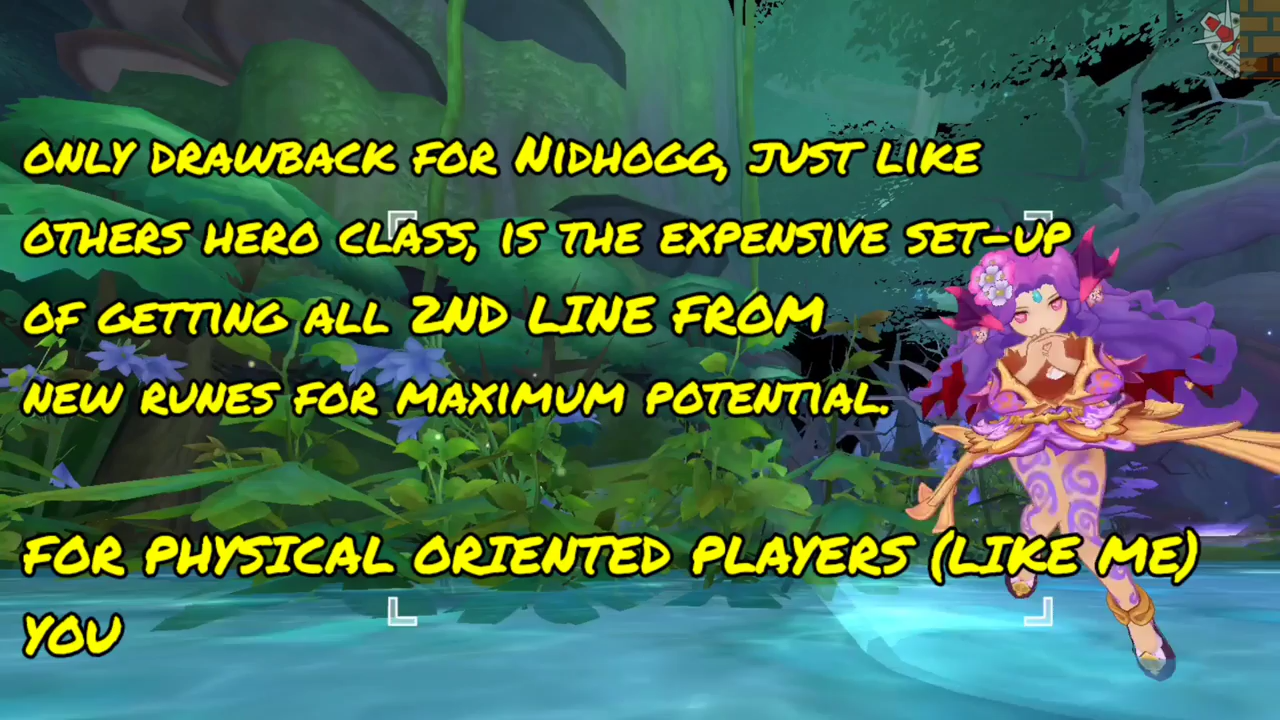 ONLY DRAWBACK FOR NIDHOGG, JUST LIKE
OTHERS HERO CLASS, IS THE EXPENSIVE SET-UP
OF GETTING ALL 2ND LINE FROM
NEW RUNES FOR MAXIMUM POTENTIAL.
FOR PHYSICAL ORIENTED PLAYERS (LIKE ME)
YOU